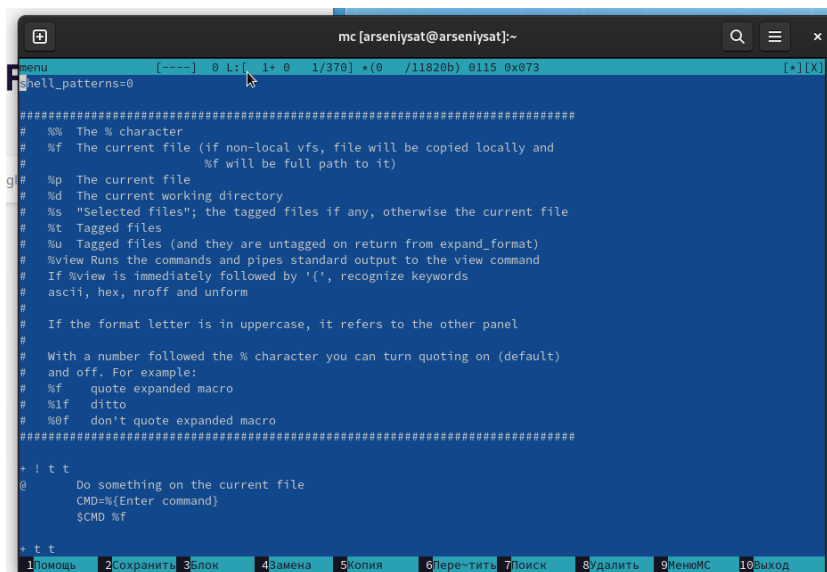 mc [arseniysat@arseniysat]:~
menu [----] 0 L:[ 1+ 0 1/370] *(0 /11820b) 0115 0x073 [*][X]
shell_patterns=0
###############################################################################
# %% The % character
# %f The current file (if non-local vfs, file will be copied locally and
# %f will be full path to it)
# %p The current file
# %d The current working directory
# %s "Selected files"; the tagged files if any, otherwise the current file
# %t Tagged files
# %u Tagged files (and they are untagged on return from expand_format)
# %view Runs the commands and pipes standard output to the view command
# If %view is immediately followed by '{', recognize keywords
# ascii, hex, nroff and unform
#
# If the format letter is in uppercase, it refers to the other panel
#
# With a number followed the % character you can turn quoting on (default)
# and off. For example:
# %f quote expanded macro
# %1f ditto
# %0f don't quote expanded macro
###############################################################################
+ ! t t
@ Do something on the current file
CMD=%{Enter command}
$CMD %f
+ t t
1Помощь 2Сохранить 3Блок 4Замена 5Копия 6Пере~тить 7Поиск 8Удалить 9МенюMC 10Выход